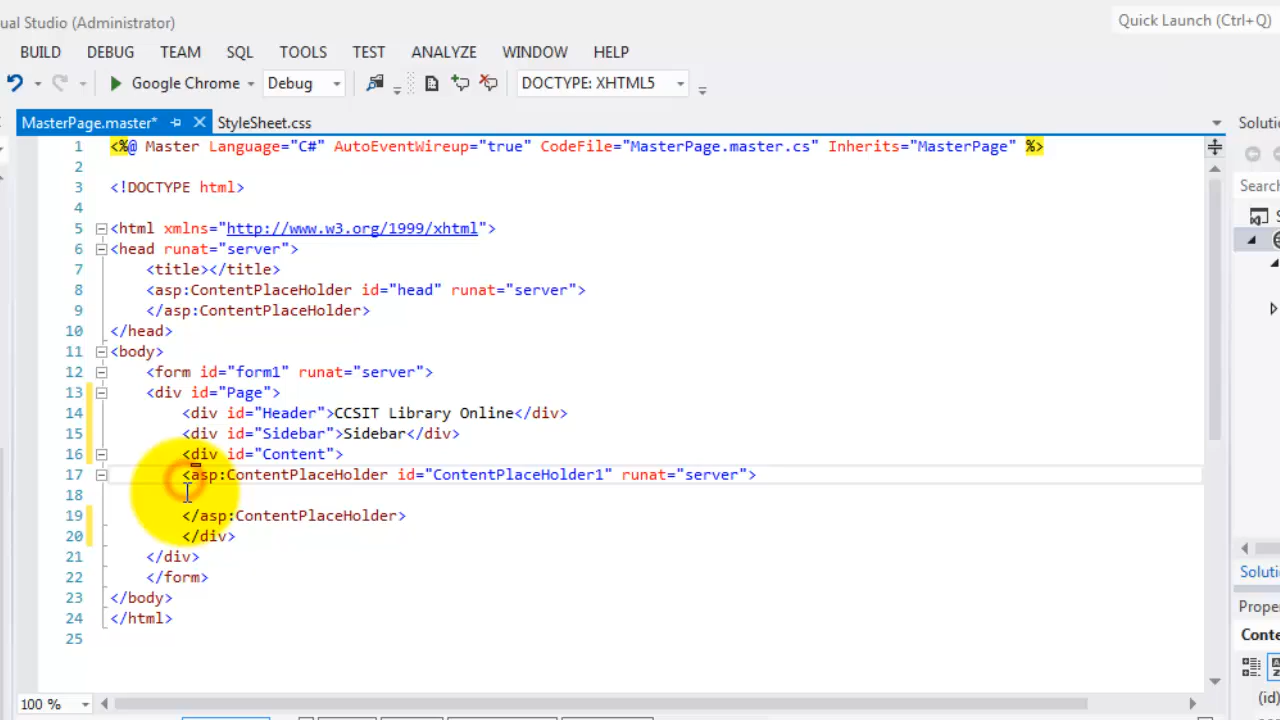 ual Studio (Administrator)
Quick Launch (Ctrl+Q)
BUILD DEBUG TEAM SQL TOOLS TEST ANALYZE WINDOW HELP
Google Chrome Debug DOCTYPE: XHTML5
MasterPage.master* StyleSheet.css Soluti
1 <%@ Master Language="C#" AutoEventWireup="true" CodeFile="MasterPage.master.cs" Inherits="MasterPage" %>
2
3 <!DOCTYPE html>
4
5 <html xmlns="http://www.w3.org/1999/xhtml">
6 <head runat="server">
7 <title></title>
8 <asp:ContentPlaceHolder id="head" runat="server">
9 </asp:ContentPlaceHolder>
10 </head>
11 <body>
12 <form id="form1" runat="server">
13 <div id="Page">
14 <div id="Header">CCSIT Library Online</div>
15 <div id="Sidebar">Sidebar</div>
16 <div id="Content">
17 <asp:ContentPlaceHolder id="ContentPlaceHolder1" runat="server">
18
19 </asp:ContentPlaceHolder>
20 </div>
21 </div>
22 </form>
23 </body>
24 </html>
25
100 %
Search
Soluti
Proper
Conte
(id)